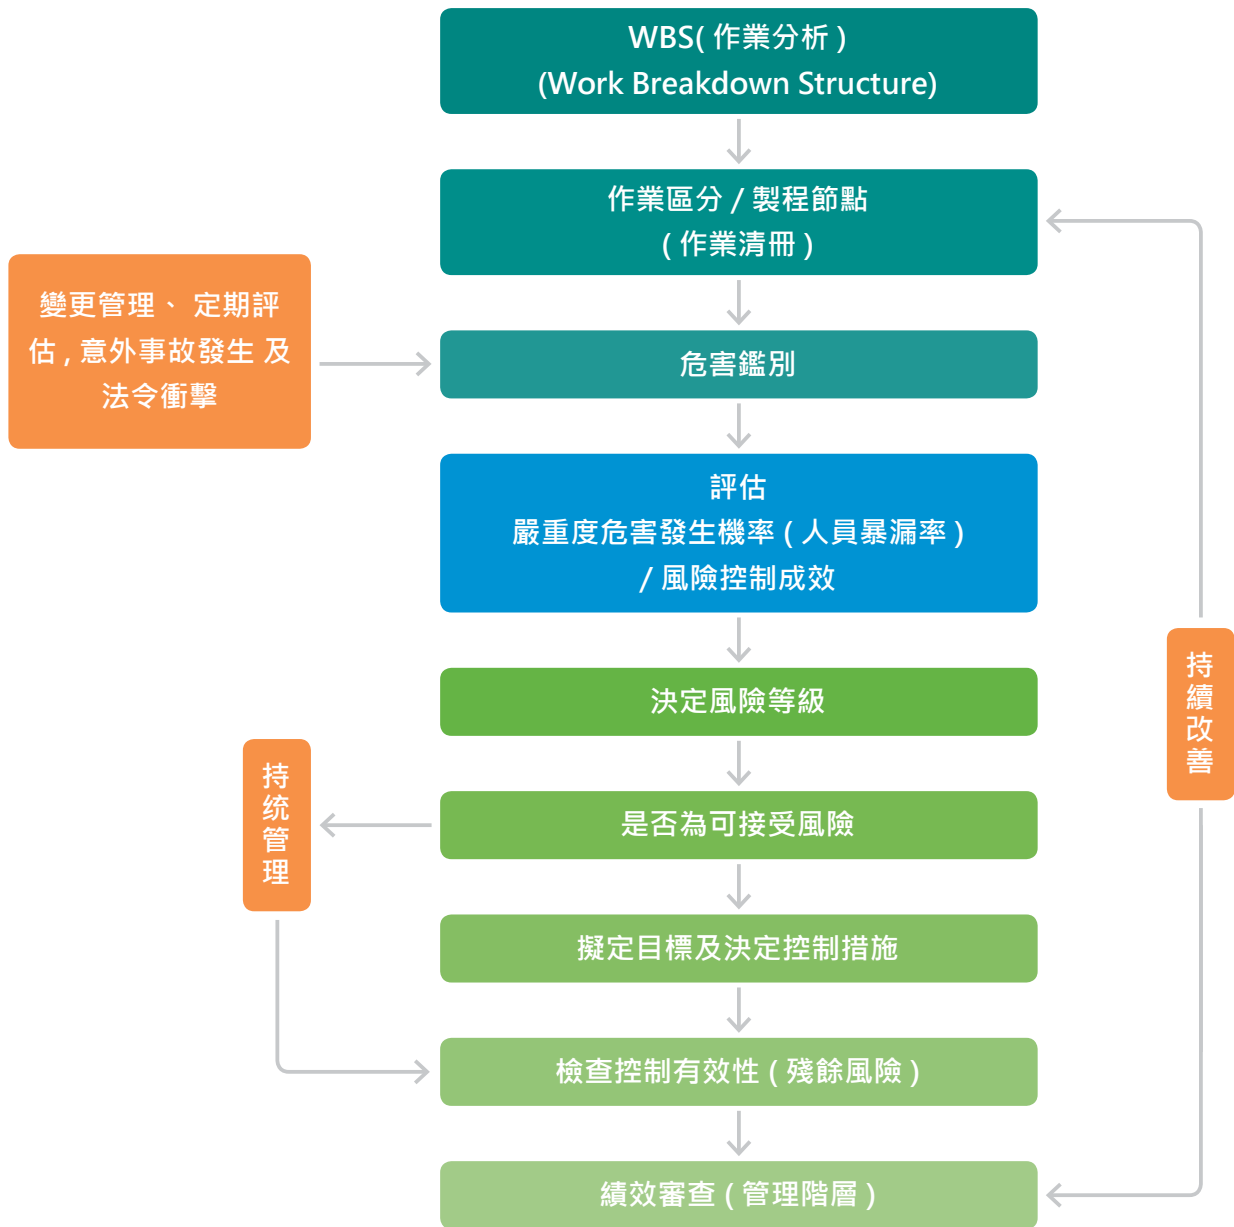 WBS( 作業分析 )
(Work Breakdown Structure)
作業區分 / 製程節點
( 作業清冊 )
變更管理、 定期評
估 , 意外事故發生 及
法令衝擊
危害鑑別
評估
嚴重度危害發生機率 ( 人員暴漏率 )
/ 風險控制成效
決定風險等級
持續改善
持统管理
是否為可接受風險
擬定目標及決定控制措施
檢查控制有效性 ( 殘餘風險 )
績效審查 ( 管理階層 )